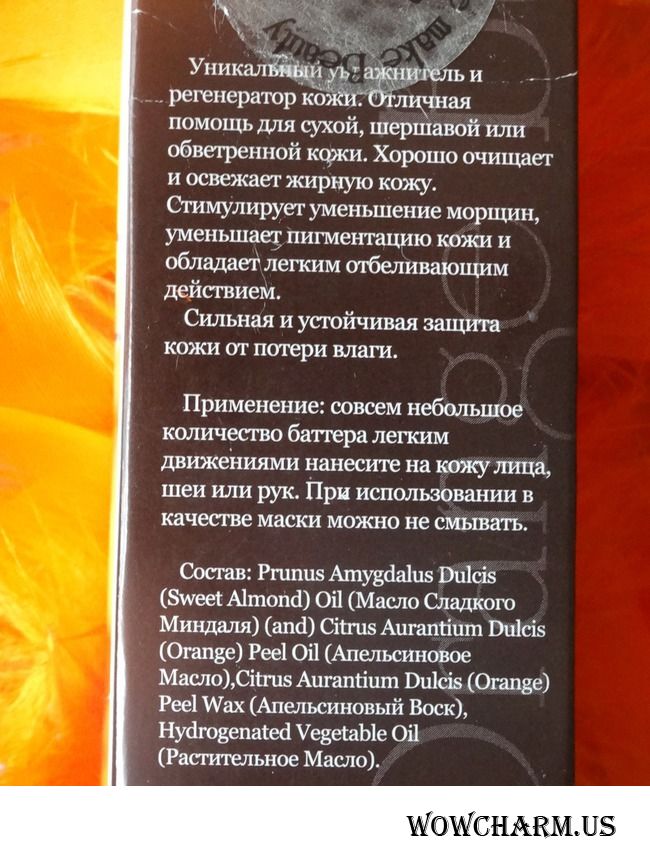 make Beauty
Уникальный увлажнитель и
регенератор кожи. Отличная
помощь для сухой, шершавой или
обветренной кожи. Хорошо очищает
и освежает жирную кожу.
Стимулирует уменьшение морщин,
уменьшает пигментацию кожи и
обладает легким отбеливающим
действием.
Сильная и устойчивая защита
кожи от потери влаги.
Применение: совсем небольшое
количество баттера легким
движениями нанесите на кожу лица,
шеи или рук. При использовании в
качестве маски можно не смывать.
Состав: Prunus Amygdalus Dulcis
(Sweet Almond) Oil (Масло Сладкого
Миндаля) (and) Citrus Aurantium Dulcis
(Orange) Peel Oil (Апельсиновое
Масло),Citrus Aurantium Dulcis (Orange)
Peel Wax (Апельсиновый Воск),
Hydrogenated Vegetable Oil
(Растительное Масло).
WOWCHARM.US